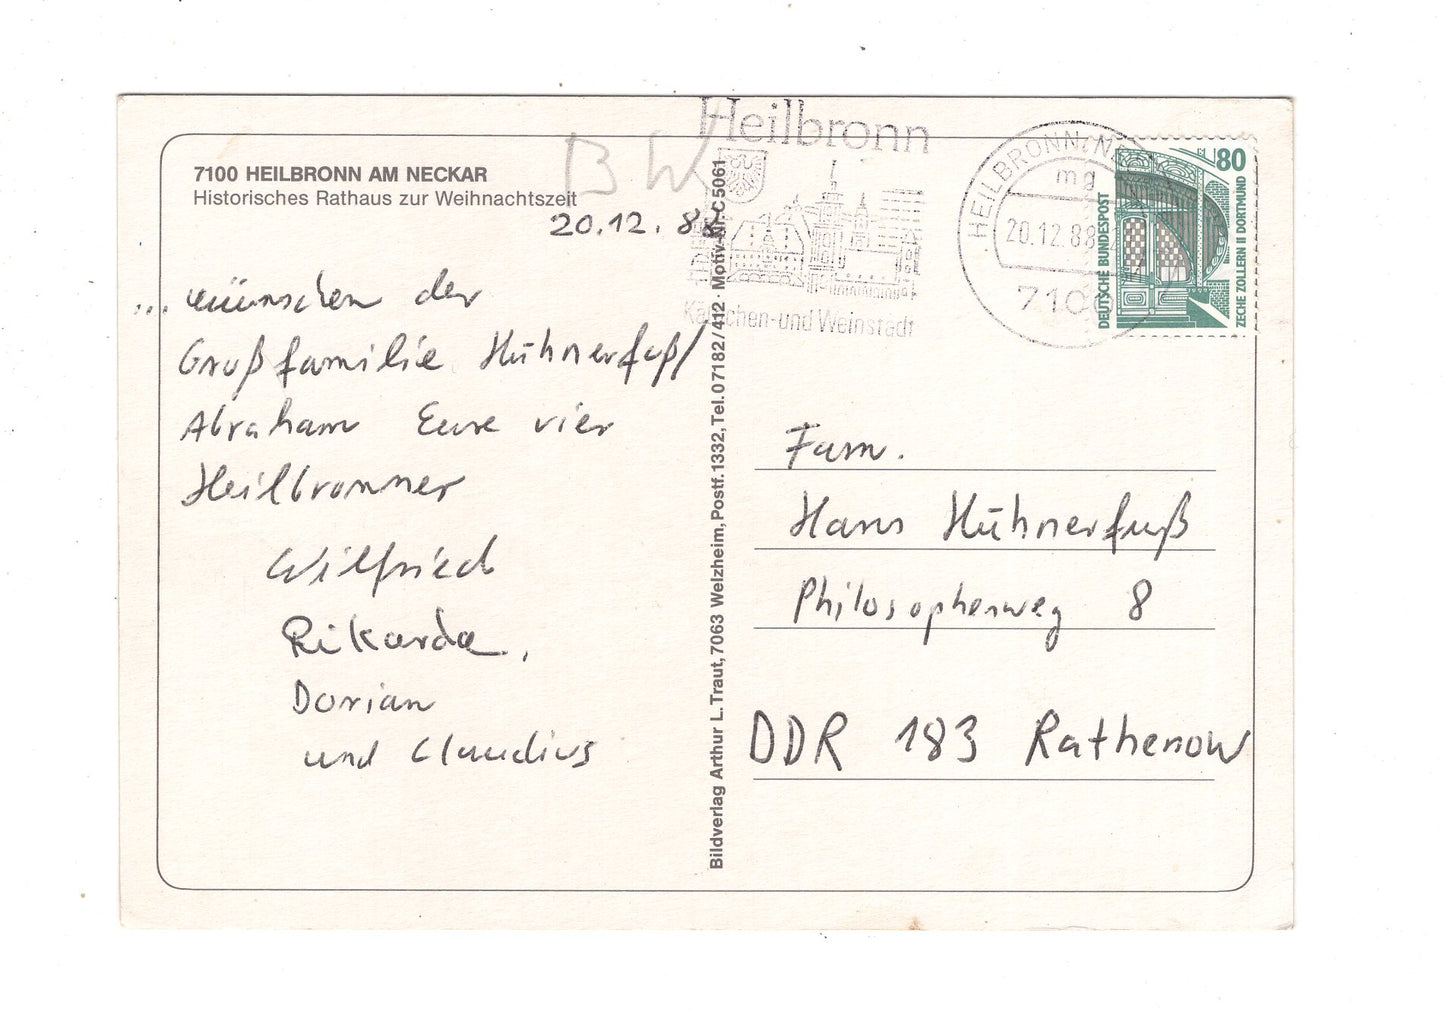 7100 HEILBRONN AM NECKAR
Historisches Rathaus zur Weihnachtszeit
BW
20.12.88
... wünschen der
Großfamilie Hühnerfuß/
Abraham Eure vier
Heilbronner
Wilfried
Rikarda,
Dorian
und Claudius
Bildverlag Arthur L. Traut, 7063 Welzheim, Postf. 1332, Tel. 07182/412 · Motiv-Nr. C 5061
Heilbronn
Käthchen-und Weinstadt
HEILBRONN, NE
mg
20.12.88
7100
80
DEUTSCHE BUNDESPOST
ZECHE ZOLLERN II DORTMUND
Fam.
Hans Hühnerfuß
Philosophenweg 8
DDR 183 Rathenow